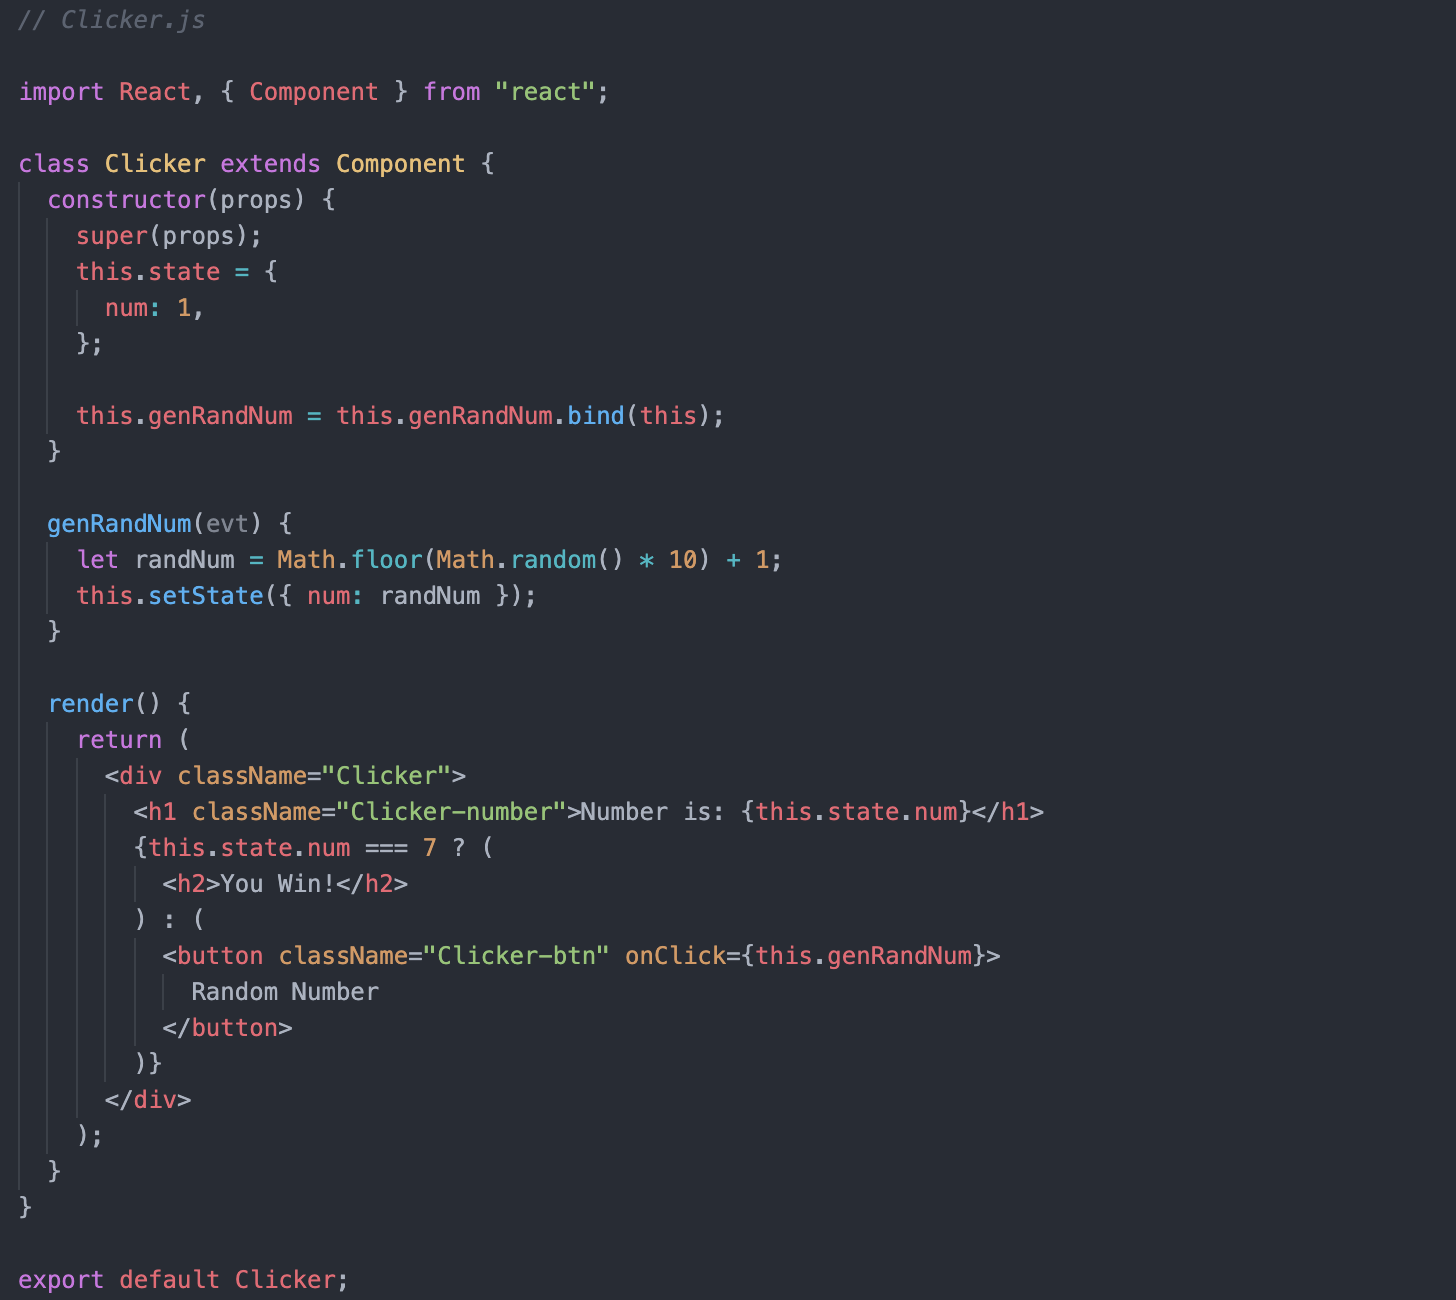 // Clicker.js
import React, { Component } from "react";
class Clicker extends Component {
constructor(props) {
super(props);
this.state = {
num: 1,
};
this.genRandNum = this.genRandNum.bind(this);
}
genRandNum(evt) {
let randNum = Math.floor(Math.random() * 10) + 1;
this.setState({ num: randNum });
}
render() {
return (
<div className="Clicker">
<h1 className="Clicker-number">Number is: {this.state.num}</h1>
{this.state.num === 7 ? (
<h2>You Win!</h2>
) : (
<button className="Clicker-btn" onClick={this.genRandNum}>
Random Number
</button>
)}
</div>
);
}
}
export default Clicker;